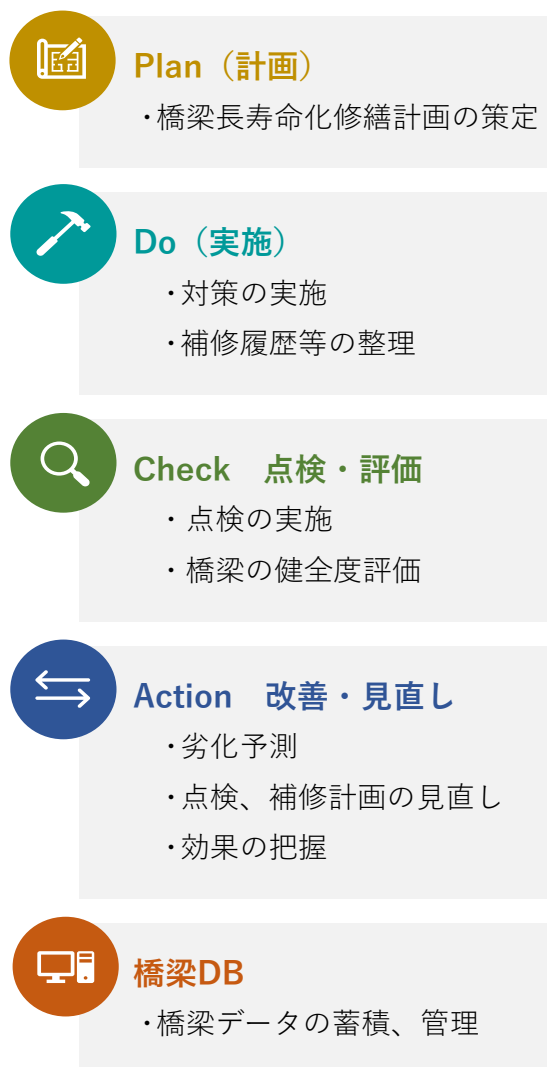 Plan（計画）
・橋梁長寿命化修繕計画の策定
Do（実施）
・対策の実施
・補修履歴等の整理
Check　点検・評価
・点検の実施
・橋梁の健全度評価
Action　改善・見直し
・劣化予測
・点検、補修計画の見直し
・効果の把握
橋梁DB
・橋梁データの蓄積、管理